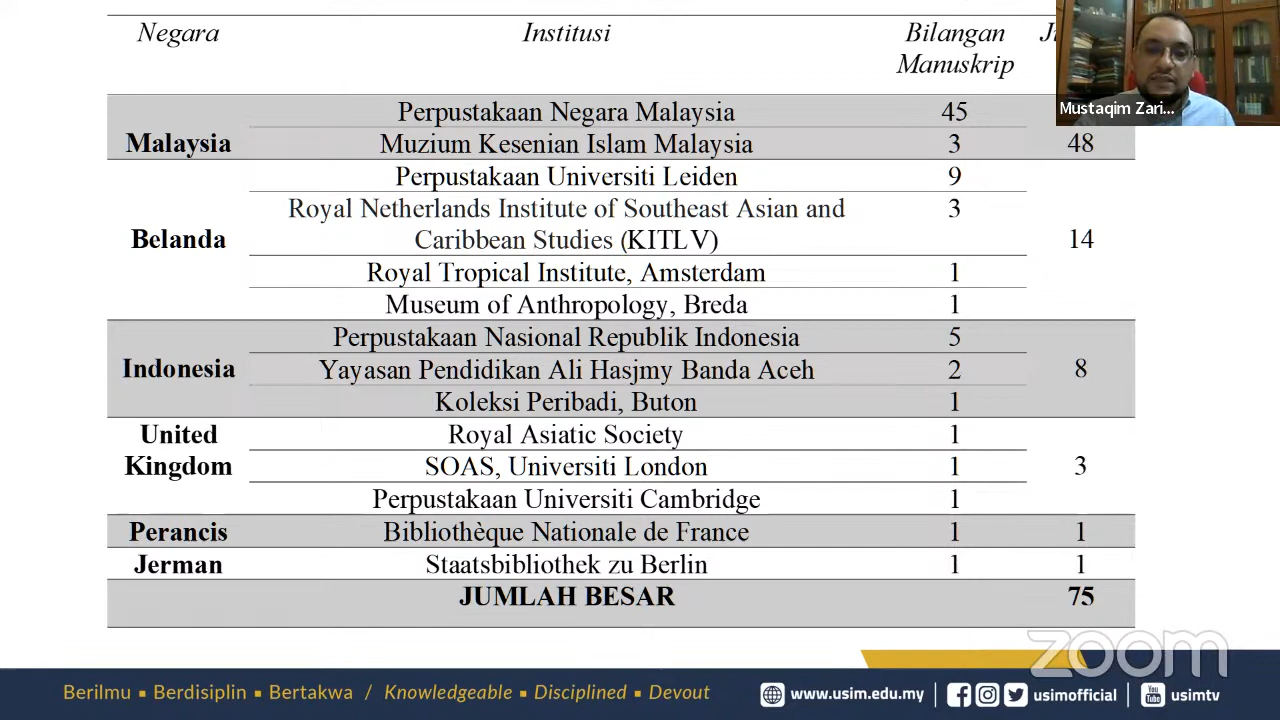 Negara Institusi Bilangan
Manuskrip
Mustaqim Zari...
Perpustakaan Negara Malaysia 45
Malaysia Muzium Kesenian Islam Malaysia 3 48
Perpustakaan Universiti Leiden 9
Royal Netherlands Institute of Southeast Asian and 3
Belanda Caribbean Studies (KITLV) 14
Royal Tropical Institute, Amsterdam 1
Museum of Anthropology, Breda 1
Perpustakaan Nasional Republik Indonesia 5
Indonesia Yayasan Pendidikan Ali Hasjmy Banda Aceh 2 8
Koleksi Peribadi, Buton 1
United Royal Asiatic Society 1
Kingdom SOAS, Universiti London 1 3
Perpustakaan Universiti Cambridge 1
Perancis Bibliothèque Nationale de France 1 1
Jerman Staatsbibliothek zu Berlin 1 1
JUMLAH BESAR 75
zoom
Berilmu ▪ Berdisiplin ▪ Bertakwa / Knowledgeable ▪ Disciplined ▪ Devout www.usim.edu.my | usimofficial | You Tube usimtv